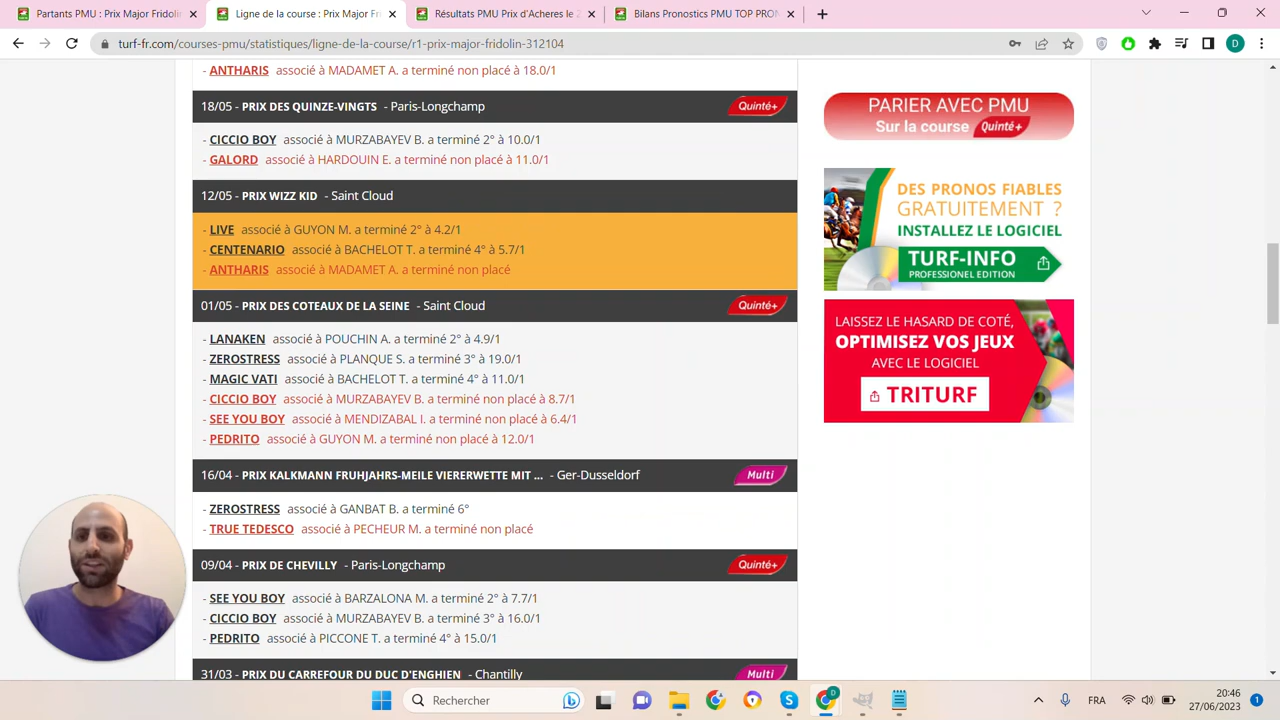 Partants PMU : Prix Major Fridolin
Ligne de la course : Prix Major Fr
Résultats PMU Prix d'Acheres le 2
Bilans Pronostics PMU TOP PRON
turf-fr.com/courses-pmu/statistiques/ligne-de-la-course/r1-prix-major-fridolin-312104
D
- ANTHARIS associé à MADAMET A. a terminé non placé à 18.0/1
18/05 - PRIX DES QUINZE-VINGTS - Paris-Longchamp Quinté+
- CICCIO BOY associé à MURZABAYEV B. a terminé 2° à 10.0/1
- GALORD associé à HARDOUIN E. a terminé non placé à 11.0/1
12/05 - PRIX WIZZ KID - Saint Cloud
- LIVE associé à GUYON M. a terminé 2° à 4.2/1
- CENTENARIO associé à BACHELOT T. a terminé 4° à 5.7/1
- ANTHARIS associé à MADAMET A. a terminé non placé
01/05 - PRIX DES COTEAUX DE LA SEINE - Saint Cloud Quinté+
- LANAKEN associé à POUCHIN A. a terminé 2° à 4.9/1
- ZEROSTRESS associé à PLANQUE S. a terminé 3° à 19.0/1
- MAGIC VATI associé à BACHELOT T. a terminé 4° à 11.0/1
- CICCIO BOY associé à MURZABAYEV B. a terminé non placé à 8.7/1
- SEE YOU BOY associé à MENDIZABAL I. a terminé non placé à 6.4/1
- PEDRITO associé à GUYON M. a terminé non placé à 12.0/1
16/04 - PRIX KALKMANN FRUHJAHRS-MEILE VIERERWETTE MIT ... - Ger-Dusseldorf Multi
- ZEROSTRESS associé à GANBAT B. a terminé 6°
- TRUE TEDESCO associé à PECHEUR M. a terminé non placé
09/04 - PRIX DE CHEVILLY - Paris-Longchamp Quinté+
- SEE YOU BOY associé à BARZALONA M. a terminé 2° à 7.7/1
- CICCIO BOY associé à MURZABAYEV B. a terminé 3° à 16.0/1
- PEDRITO associé à PICCONE T. a terminé 4° à 15.0/1
31/03 - PRIX DU CARREFOUR DU DUC D'ENGHIEN - Chantilly Multi
PARIER AVEC PMU
Sur la course Quinté+
DES PRONOS FIABLES
GRATUITEMENT ?
INSTALLEZ LE LOGICIEL
TURF-INFO
PROFESSIONEL EDITION
LAISSEZ LE HASARD DE COTÉ,
OPTIMISEZ VOS JEUX
AVEC LE LOGICIEL
TRITURF
Rechercher
D
FRA
20:46
27/06/2023
1